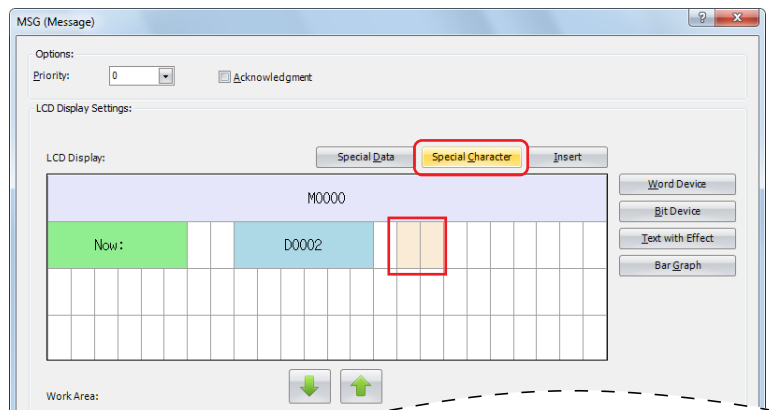 MSG (Message)
?
x
Options:
Priority:
0
Acknowledgment
LCD Display Settings:
LCD Display:
Special Data
Special Character
Insert
M0000
Word Device
Bit Device
Now:
D0002
Text with Effect
Bar Graph
Work Area: